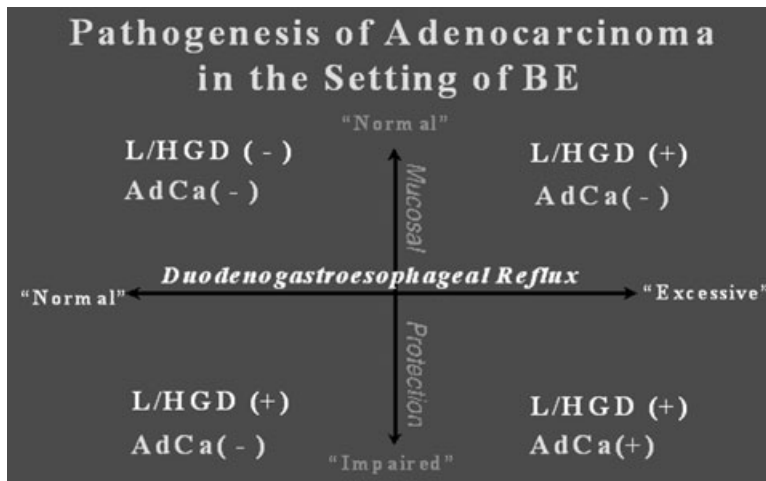 Pathogenesis of Adenocarcinoma
in the Setting of BE
"Normal"
L/HGD (-)
AdCa(-)
L/HGD (+)
AdCa(-)
Mucosal
Duodenogastroesophageal Reflux
"Normal"
"Excessive"
Protection
L/HGD (+)
AdCa(-)
L/HGD (+)
AdCa(+)
"Impaired"